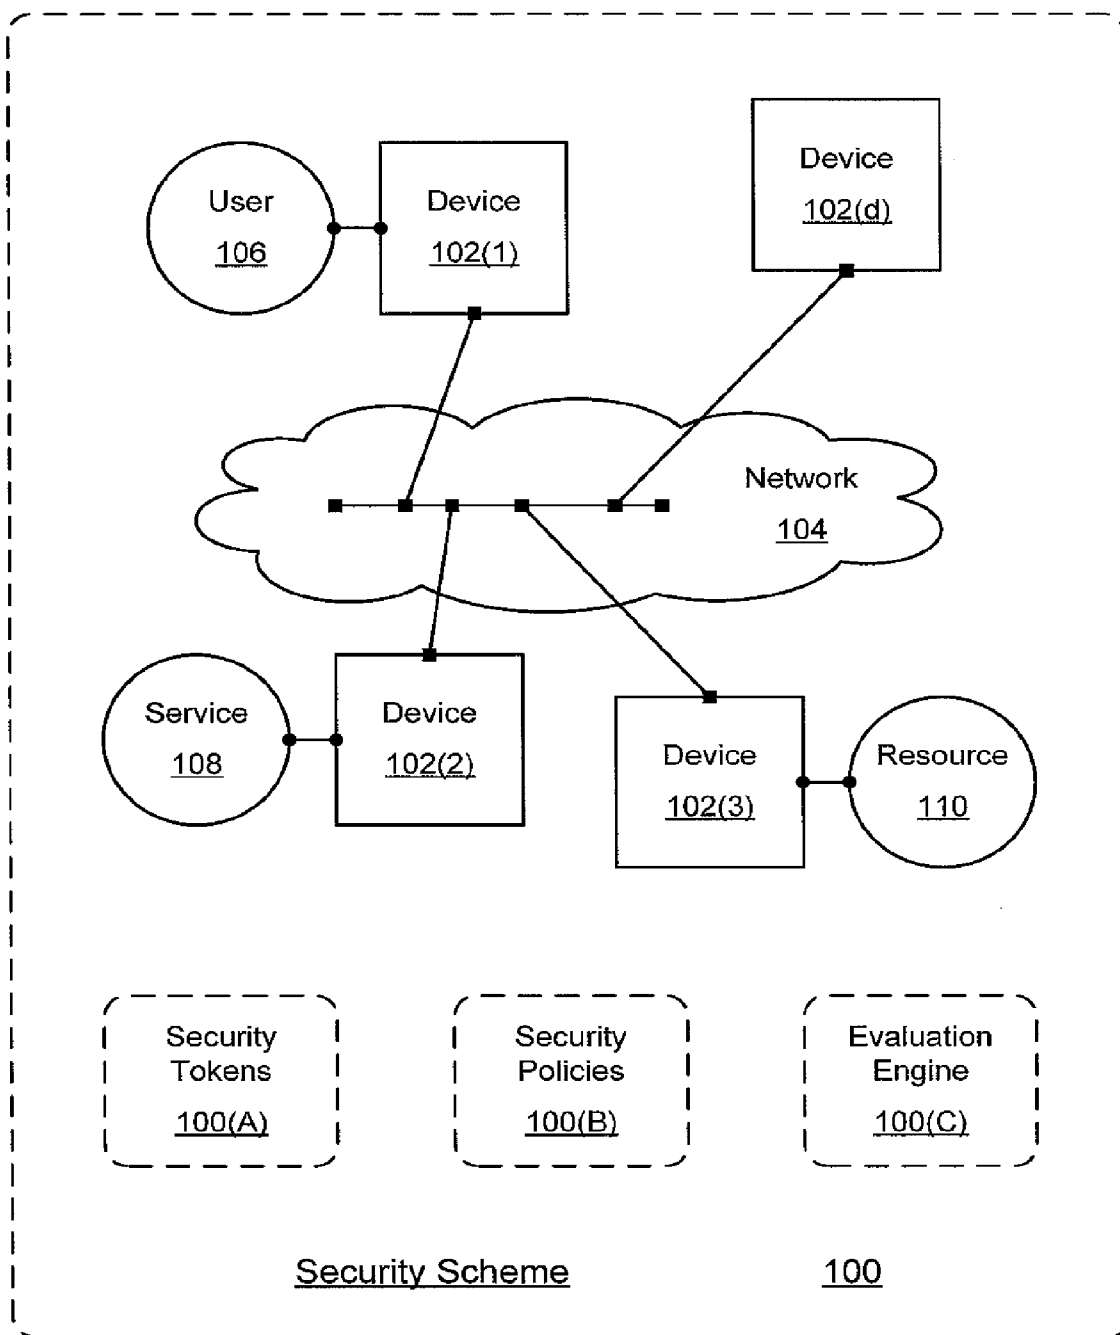 User
106
Device
102(1)
Device
102(d)
Network
104
Service
108
Device
102(2)
Device
102(3)
Resource
110
Security
Tokens
100(A)
Security
Policies
100(B)
Evaluation
Engine
100(C)
Security Scheme 100